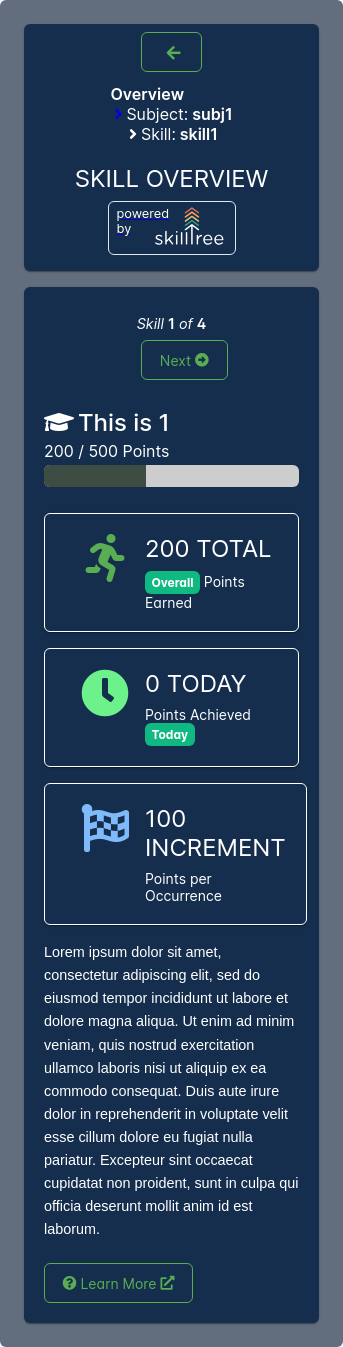 Overview
Subject: subj1
Skill: skill1
SKILL OVERVIEW
powered
by
skilltree
Skill 1 of 4
Next
This is 1
200 / 500 Points
200 TOTAL
Overall Points
Earned
0 TODAY
Points Achieved
Today
100
INCREMENT
Points per
Occurrence
Lorem ipsum dolor sit amet,
consectetur adipiscing elit, sed do
eiusmod tempor incididunt ut labore et
dolore magna aliqua. Ut enim ad minim
veniam, quis nostrud exercitation
ullamco laboris nisi ut aliquip ex ea
commodo consequat. Duis aute irure
dolor in reprehenderit in voluptate velit
esse cillum dolore eu fugiat nulla
pariatur. Excepteur sint occaecat
cupidatat non proident, sunt in culpa qui
officia deserunt mollit anim id est
laborum.
Learn More